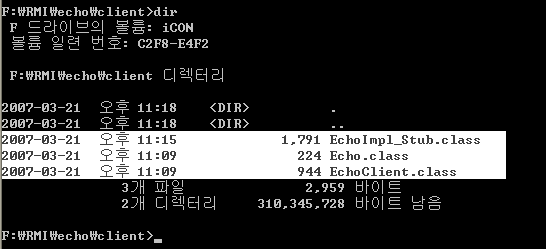 F:₩RMI₩echo₩client>dir
F 드라이브의 볼륨: iCON
볼륨 일련 번호: C2F8-E4F2
F:₩RMI₩echo₩client 디렉터리
2007-03-21 오후 11:18 <DIR> .
2007-03-21 오후 11:18 <DIR> ..
2007-03-21 오후 11:15 1,791 EchoImpl_Stub.class
2007-03-21 오후 11:09 224 Echo.class
2007-03-21 오후 11:09 944 EchoClient.class
3개 파일 2,959 바이트
2개 디렉터리 310,345,728 바이트 남음
F:₩RMI₩echo₩client>_